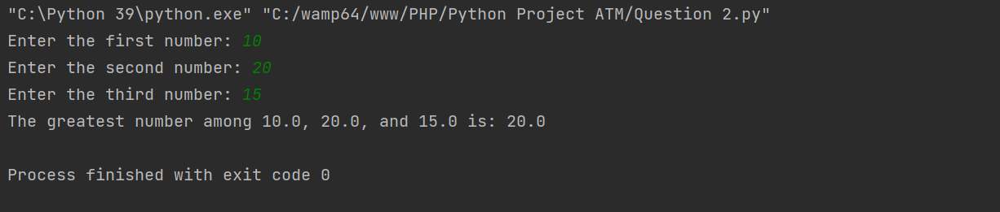 "C:\Python 39\python.exe" "C:/wamp64/www/PHP/Python Project ATM/Question 2.py"
Enter the first number: 10
Enter the second number: 20
Enter the third number: 15
The greatest number among 10.0, 20.0, and 15.0 is: 20.0
Process finished with exit code 0